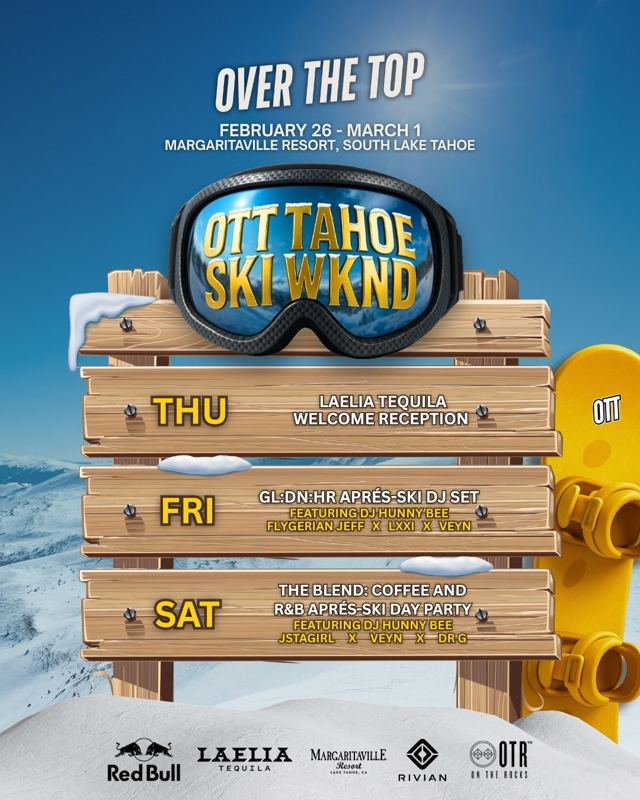 OVER THE TOP
FEBRUARY 26 - MARCH 1
MARGARITAVILLE RESORT, SOUTH LAKE TAHOE
OTT TAHOE
SKI WKND
THU
LAELIA TEQUILA
WELCOME RECEPTION
OTT
FRI
GL:DN:HR APRÉS-SKI DJ SET
FEATURING DJ HUNNY BEE
FLYGERIAN JEFF X LXXI X VEYN
SAT
THE BLEND: COFFEE AND
R&B APRÉS-SKI DAY PARTY
FEATURING DJ HUNNY BEE
JSTAGIRL X VEYN X DR:G
Red Bull
LAELIA
TEQUILA
MARGARITAVILLE
Resort
LAKE TAHOE, CA
RIVIAN
OTR™
ON THE ROCKS